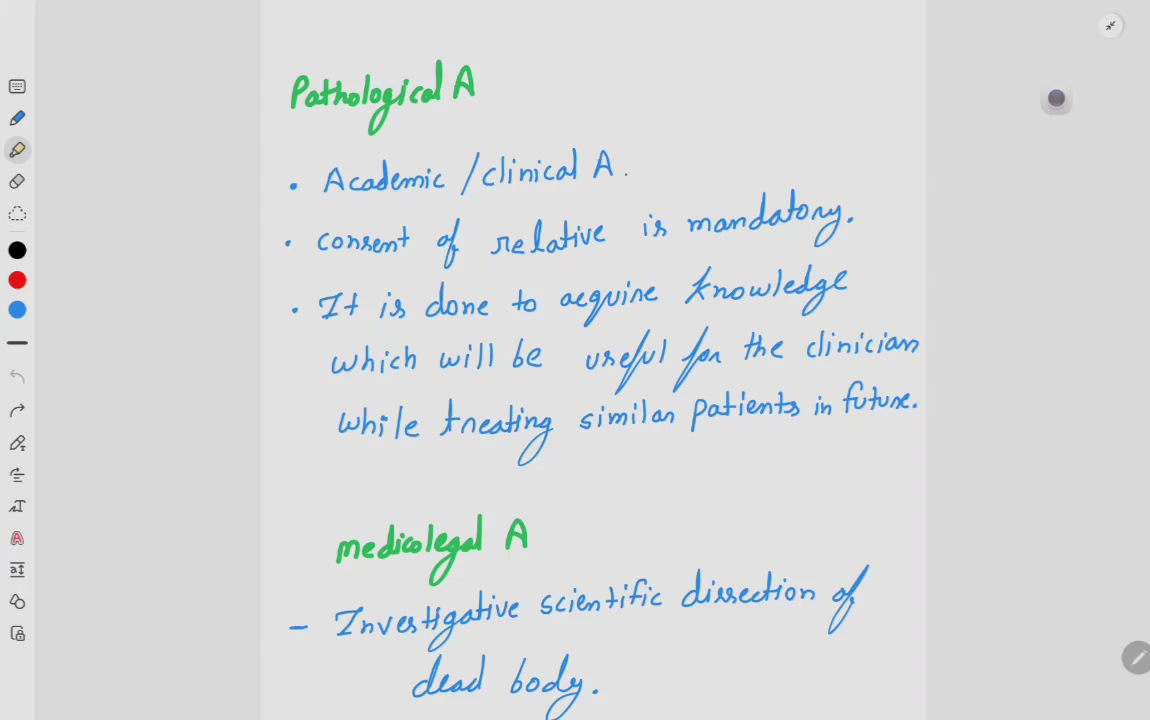 Pathological A
• Academic / clinical A.
• consent of relative is mandatory.
• It is done to acquire knowledge
which will be useful for the clinician
while treating similar patients in future.
medicolegal A
– Investigative scientific dissection of
dead body.